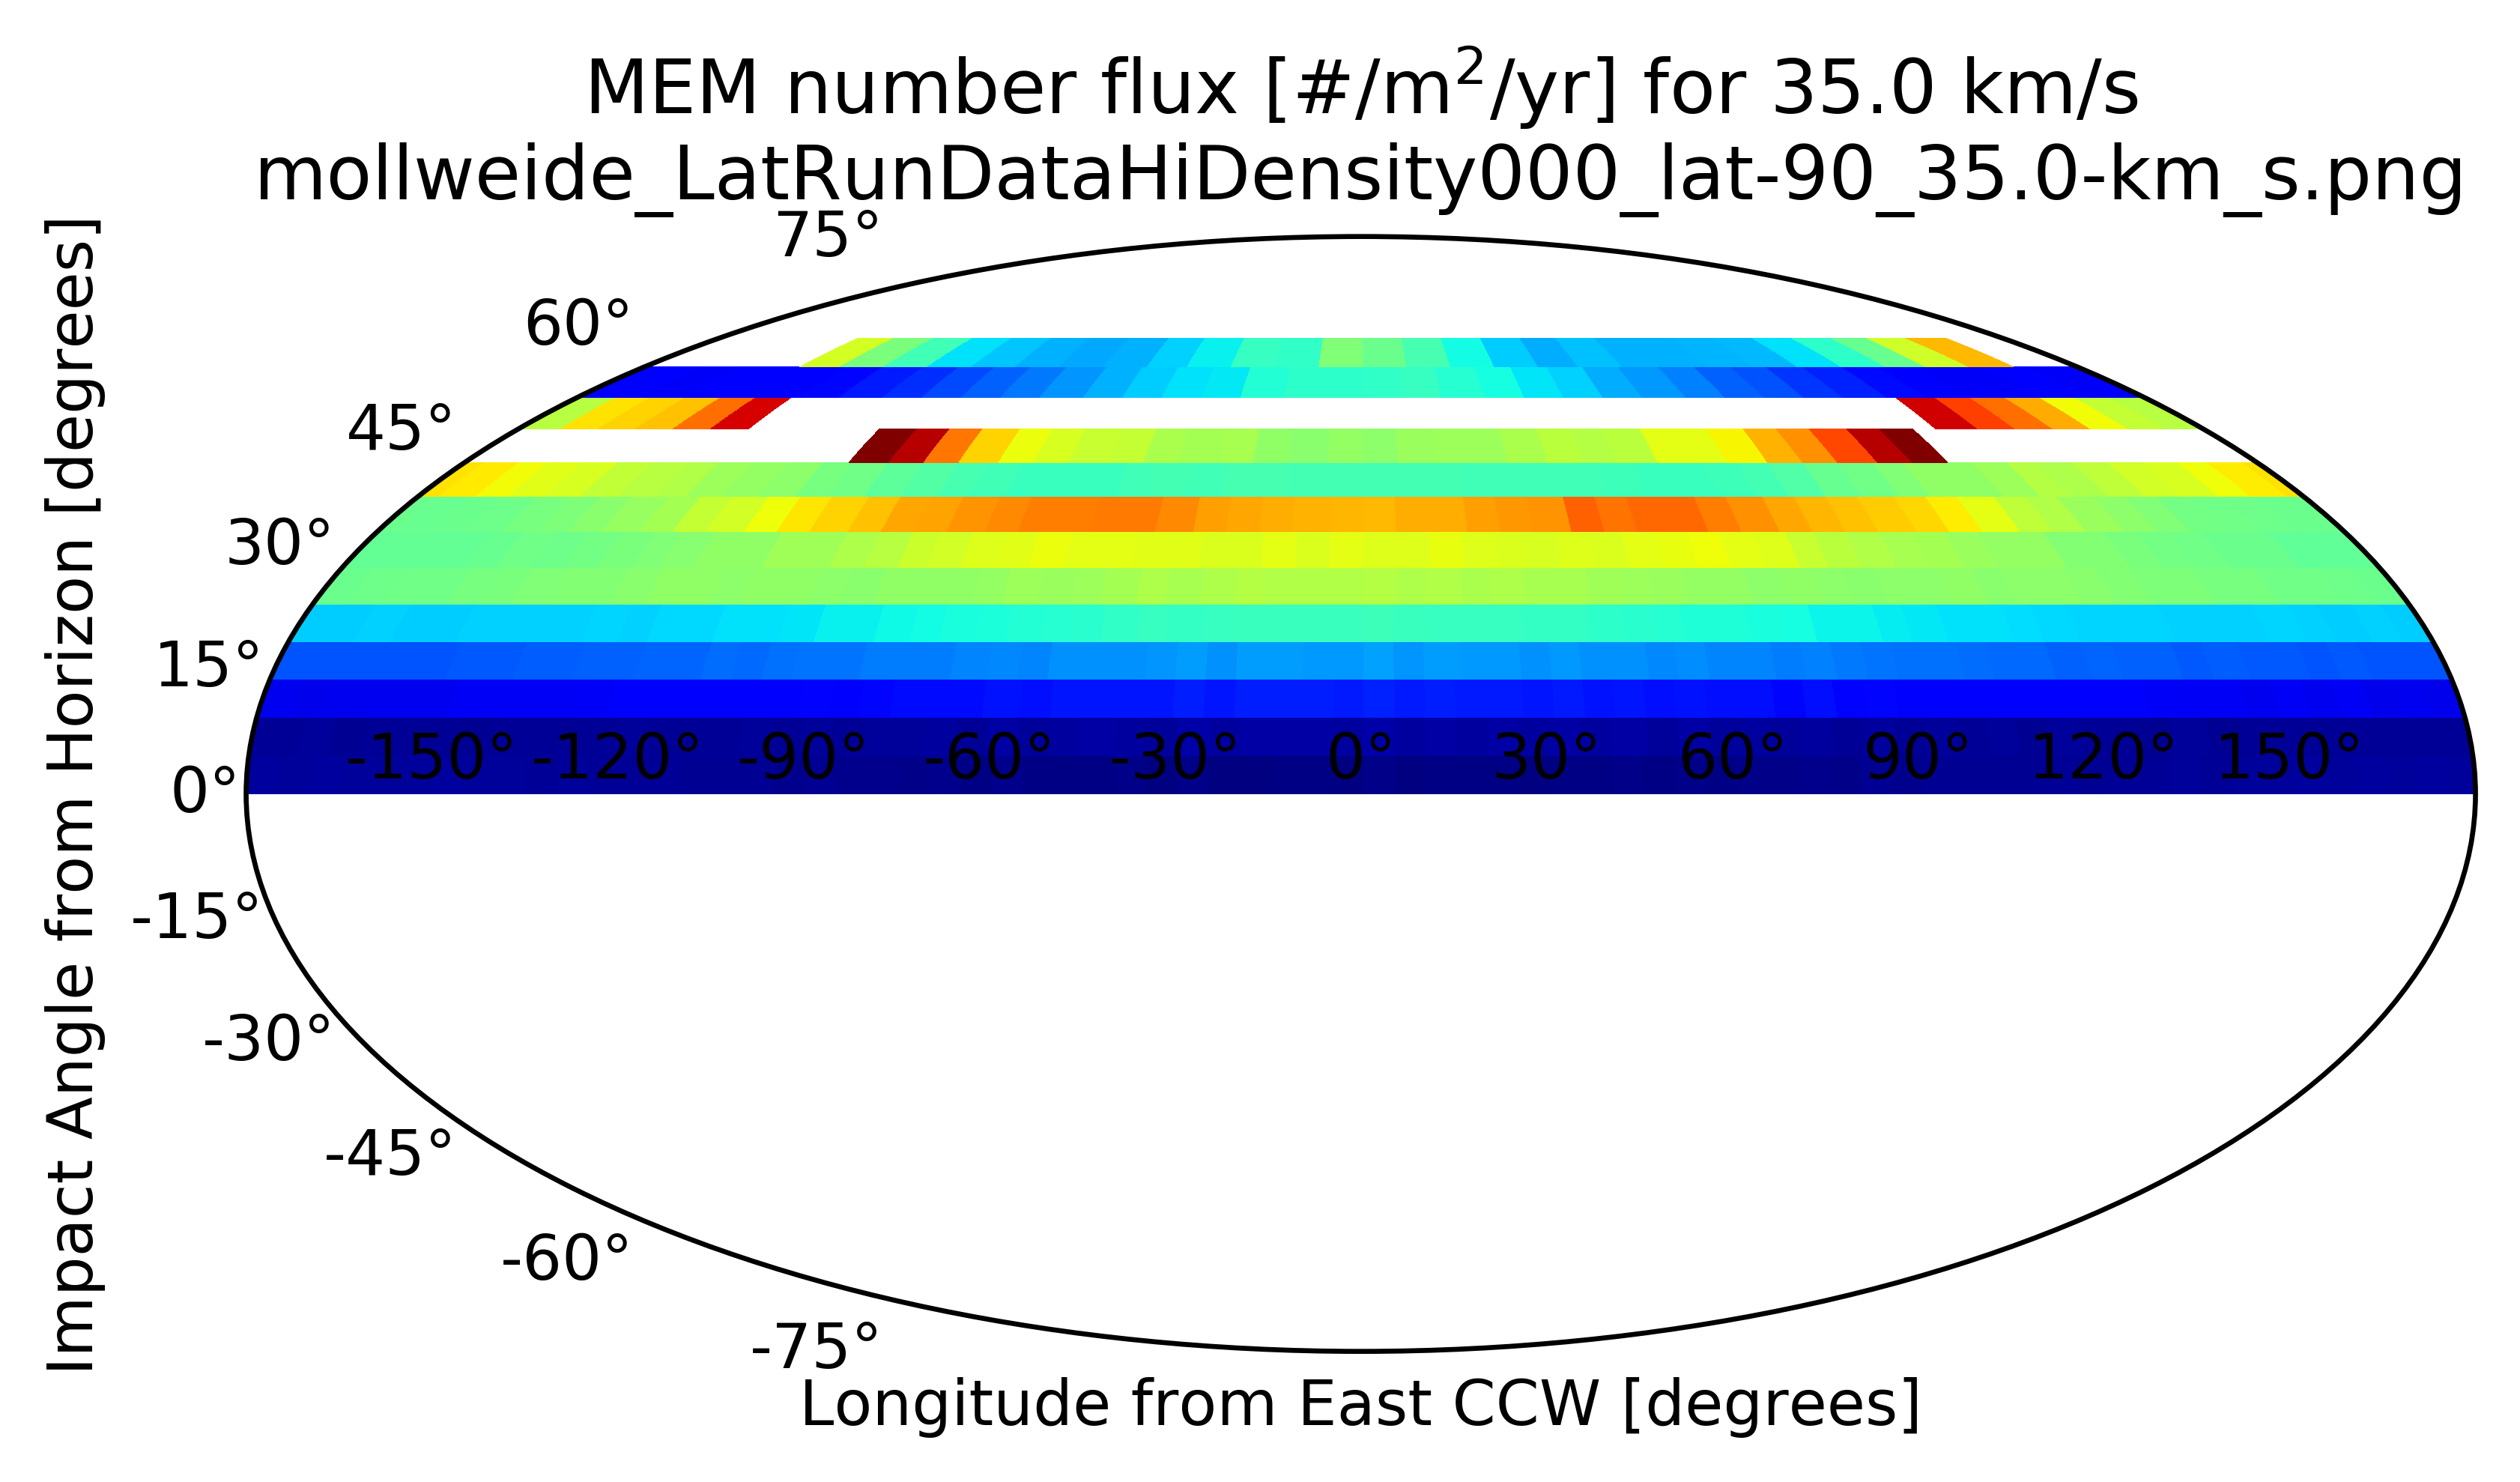 MEM number flux [#/m²/yr] for 35.0 km/s
mollweide_LatRunDataHiDensity000_lat-90_35.0-km_s.png
75°
60°
45°
30°
15°
-150° -120° -90° -60° -30° 0° 30° 60° 90° 120° 150°
0°
-15°
-30°
-45°
-60°
-75°
Impact Angle from Horizon [degrees]
Longitude from East CCW [degrees]